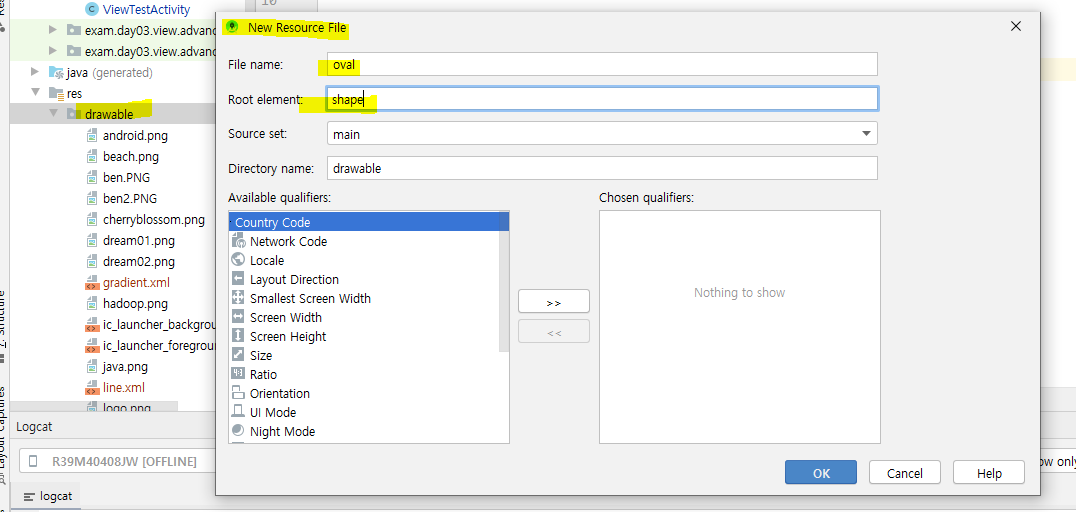 ViewTestActivity
exam.day03.view.advan
exam.day03.view.advan
java (generated)
res
drawable
android.png
beach.png
ben.PNG
ben2.PNG
cherryblossom.png
dream01.png
dream02.png
gradient.xml
hadoop.png
ic_launcher_backgrou
ic_launcher_foregroun
java.png
line.xml
logo.png
10
New Resource File
File name:
oval
Root element:
shape
Source set:
main
Directory name:
drawable
Available qualifiers:
Chosen qualifiers:
Country Code
Network Code
Locale
Layout Direction
Smallest Screen Width
Screen Width
Screen Height
Size
Ratio
Orientation
UI Mode
Night Mode
>>
<<
Nothing to show
OK
Cancel
Help
Z: Structure
Layout Captures
Logcat
R39M40408JW [OFFLINE]
ow only
logcat